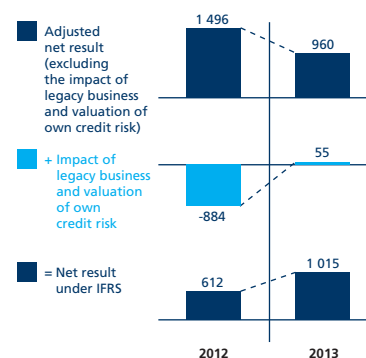 Adjusted
net result
(excluding
the impact of
legacy business
and valuation of
own credit risk)
1 496
960
+ Impact of
legacy business
and valuation
of own
credit risk
-884
55
= Net result
under IFRS
612
1 015
2012
2013